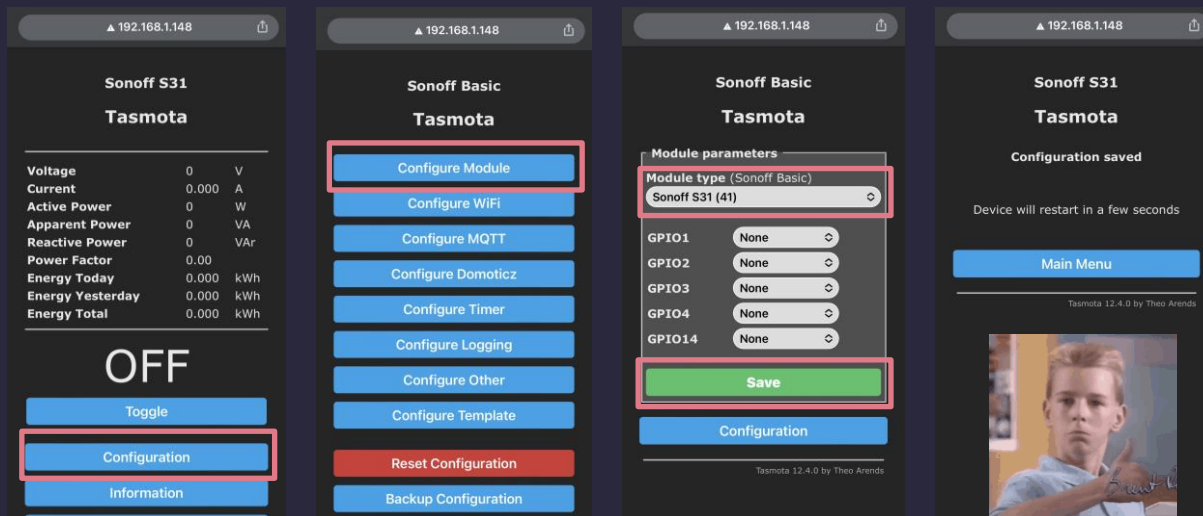 192.168.1.148
Sonoff S31
Tasmota
Voltage 0 V
Current 0.000 A
Active Power 0 W
Apparent Power 0 VA
Reactive Power 0 VAr
Power Factor 0.00
Energy Today 0.000 kWh
Energy Yesterday 0.000 kWh
Energy Total 0.000 kWh
OFF
Toggle
Configuration
Information
192.168.1.148
Sonoff Basic
Tasmota
Configure Module
Configure WiFi
Configure MQTT
Configure Domoticz
Configure Timer
Configure Logging
Configure Other
Configure Template
Reset Configuration
Backup Configuration
192.168.1.148
Sonoff Basic
Tasmota
Module parameters
Module type (Sonoff Basic)
Sonoff S31 (41)
GPIO1 None
GPIO2 None
GPIO3 None
GPIO4 None
GPIO14 None
Save
Configuration
Tasmota 12.4.0 by Theo Arends
192.168.1.148
Sonoff S31
Tasmota
Configuration saved
Device will restart in a few seconds
Main Menu
Tasmota 12.4.0 by Theo Arends